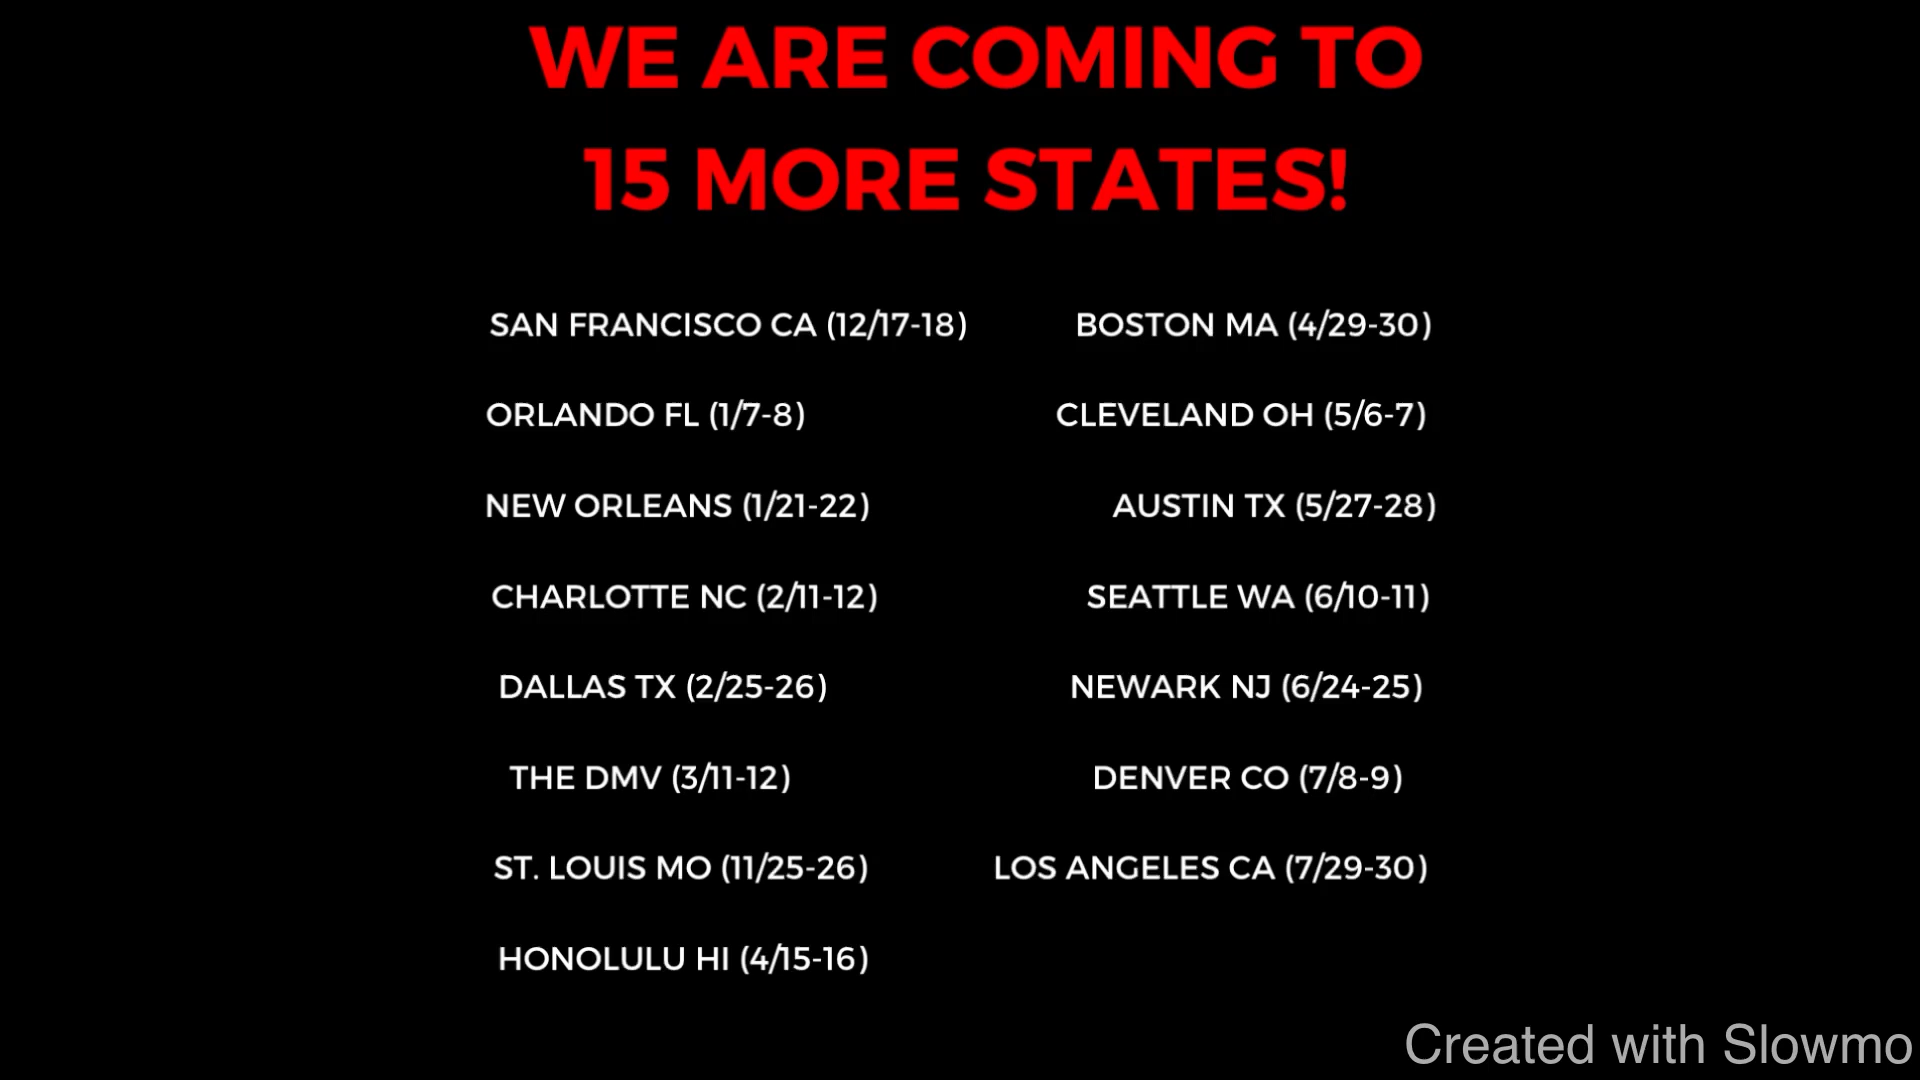 WE ARE COMING TO
15 MORE STATES!
SAN FRANCISCO CA (12/17-18)
ORLANDO FL (1/7-8)
NEW ORLEANS (1/21-22)
CHARLOTTE NC (2/11-12)
DALLAS TX (2/25-26)
THE DMV (3/11-12)
ST. LOUIS MO (11/25-26)
HONOLULU HI (4/15-16)
BOSTON MA (4/29-30)
CLEVELAND OH (5/6-7)
AUSTIN TX (5/27-28)
SEATTLE WA (6/10-11)
NEWARK NJ (6/24-25)
DENVER CO (7/8-9)
LOS ANGELES CA (7/29-30)
Created with Slowmo